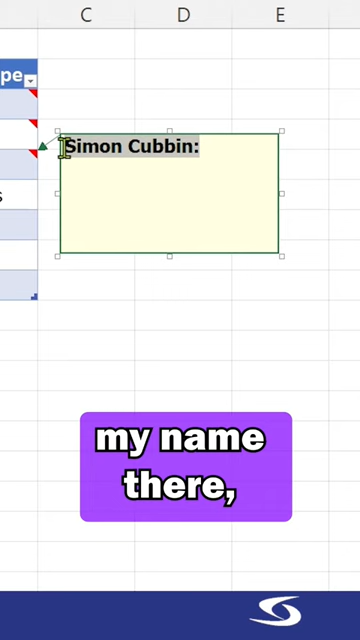 C D E
pe
Simon Cubbin:
s
my name
there,